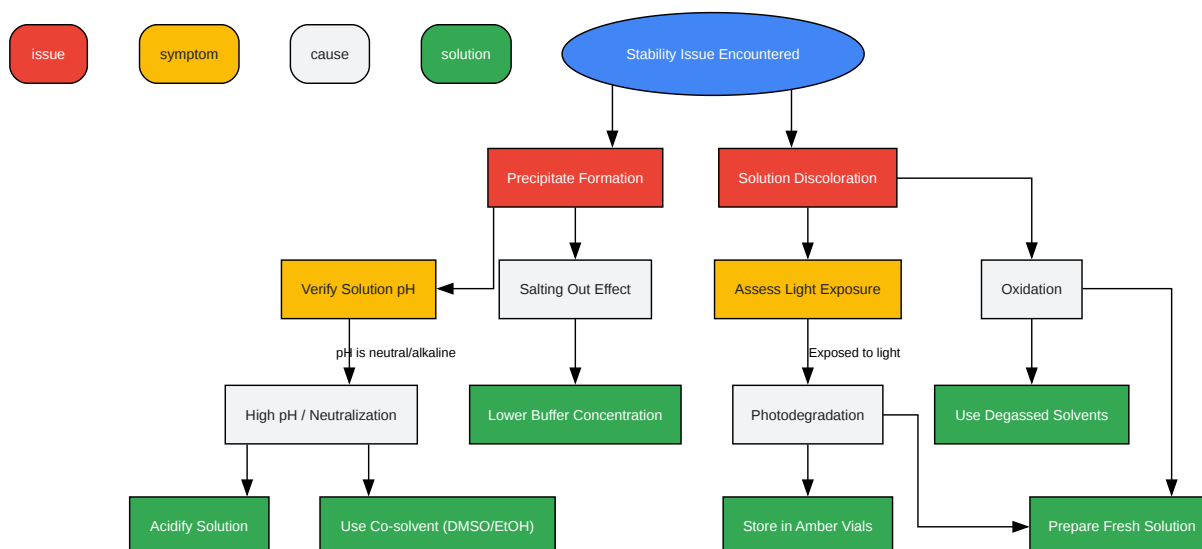 issue
symptom
cause
solution
Stability Issue Encountered
Precipitate Formation
Solution Discoloration
Verify Solution pH
Salting Out Effect
Assess Light Exposure
Oxidation
pH is neutral/alkaline
Exposed to light
High pH / Neutralization
Lower Buffer Concentration
Photodegradation
Use Degassed Solvents
Acidify Solution
Use Co-solvent (DMSO/EtOH)
Store in Amber Vials
Prepare Fresh Solution